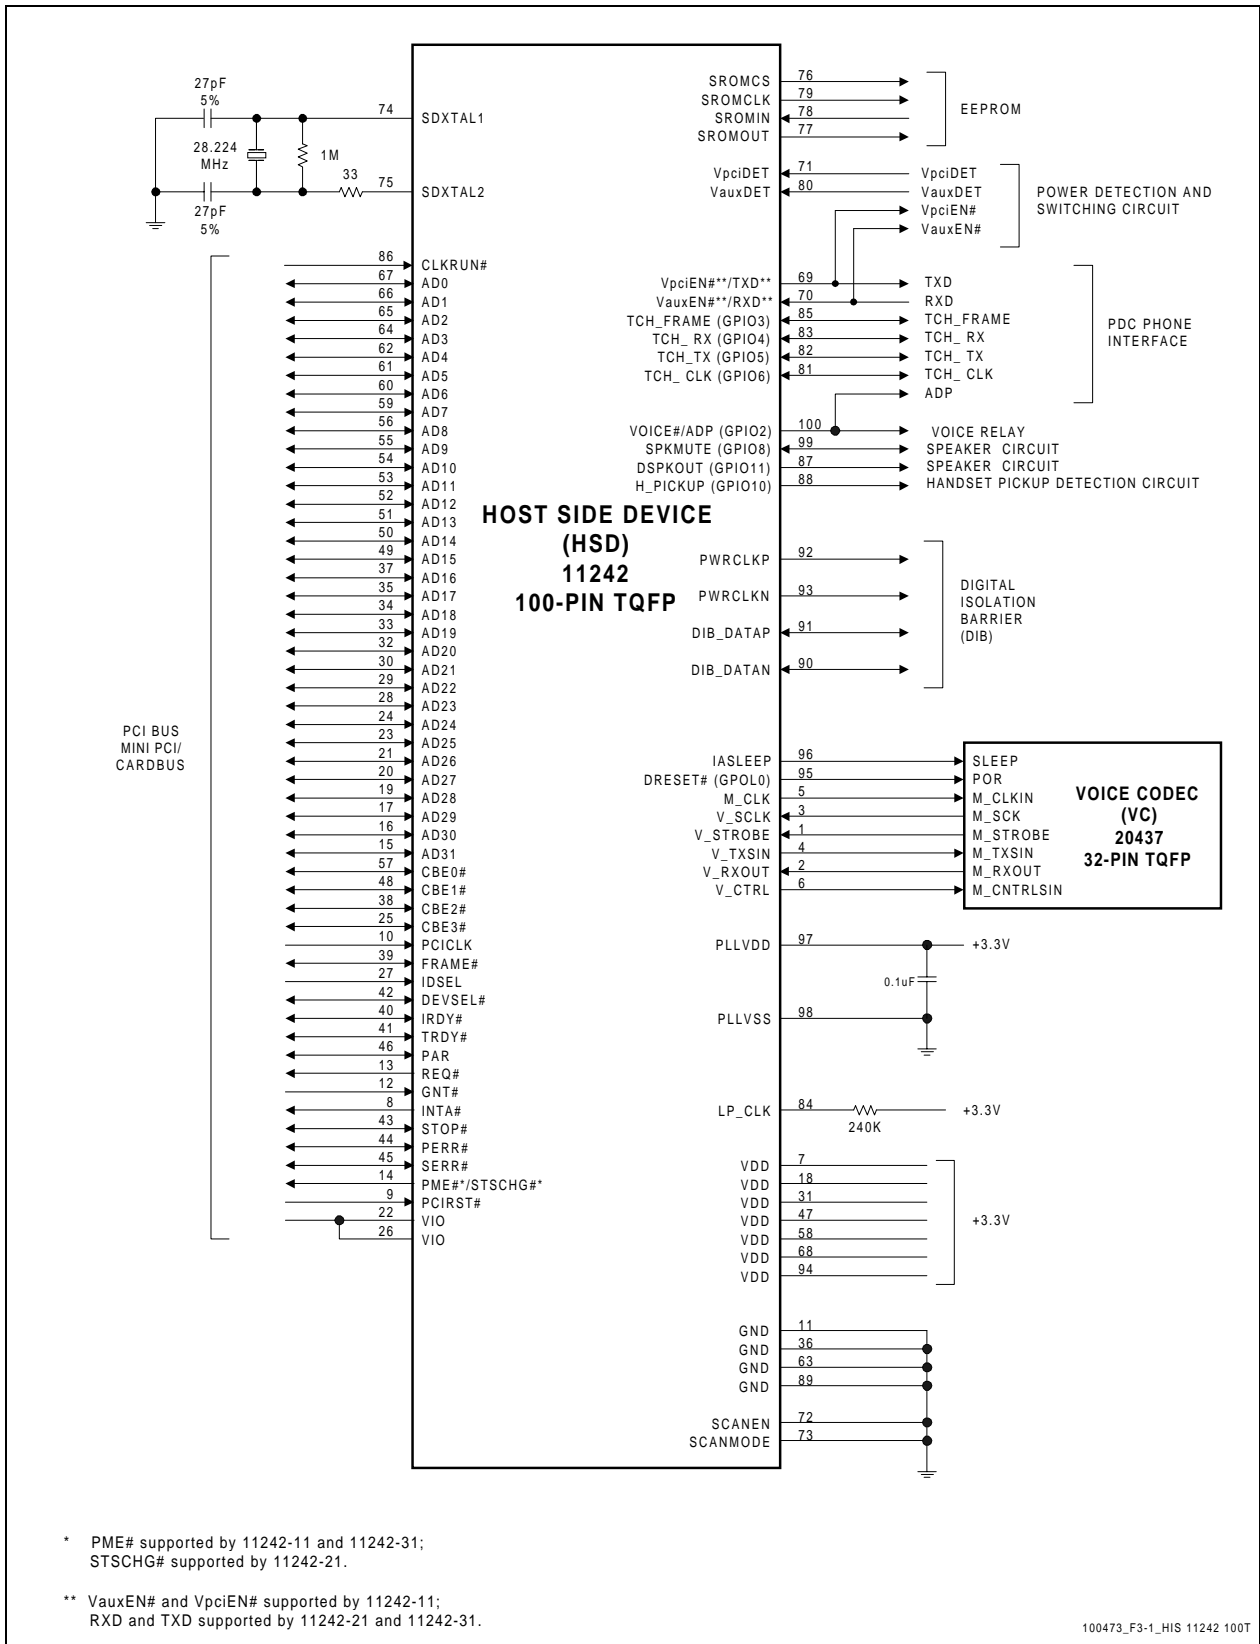 27pF
5%
74
SDXTAL1
28.224
MHz
1M
33
75
SDXTAL2
27pF
5%
86 CLKRUN#
67 AD0
66 AD1
65 AD2
64 AD3
62 AD4
61 AD5
60 AD6
59 AD7
56 AD8
55 AD9
54 AD10
53 AD11
52 AD12
51 AD13
50 AD14
49 AD15
37 AD16
35 AD17
34 AD18
33 AD19
32 AD20
30 AD21
29 AD22
28 AD23
24 AD24
23 AD25
21 AD26
20 AD27
19 AD28
17 AD29
16 AD30
15 AD31
57 CBE0#
48 CBE1#
38 CBE2#
25 CBE3#
10 PCICLK
39 FRAME#
27 IDSEL
42 DEVSEL#
40 IRDY#
41 TRDY#
46 PAR
13 REQ#
12 GNT#
8 INTA#
43 STOP#
44 PERR#
45 SERR#
14 PME#*/STSCHG#*
9 PCIRST#
22 VIO
26 VIO
PCI BUS
MINI PCI/
CARDBUS
HOST SIDE DEVICE
(HSD)
11242
100-PIN TQFP
SROMCS 76
SROMCLK 79
SROMIN 78
SROMOUT 77
EEPROM
VpciDET 71 VpciDET
VauxDET 80 VauxDET
VpciEN#
VauxEN#
POWER DETECTION AND
SWITCHING CIRCUIT
VpciEN#**/TXD** 69 TXD
VauxEN#**/RXD** 70 RXD
TCH_FRAME (GPIO3) 85 TCH_FRAME
TCH_ RX (GPIO4) 83 TCH_ RX
TCH_TX (GPIO5) 82 TCH_ TX
TCH_ CLK (GPIO6) 81 TCH_ CLK
ADP
PDC PHONE
INTERFACE
VOICE#/ADP (GPIO2) 100 VOICE RELAY
SPKMUTE (GPIO8) 99 SPEAKER CIRCUIT
DSPKOUT (GPIO11) 87 SPEAKER CIRCUIT
H_PICKUP (GPIO10) 88 HANDSET PICKUP DETECTION CIRCUIT
PWRCLKP 92
PWRCLKN 93
DIB_DATAP 91
DIB_DATAN 90
DIGITAL
ISOLATION
BARRIER
(DIB)
IASLEEP 96 SLEEP
DRESET# (GPOL0) 95 POR
M_CLK 5 M_CLKIN
V_SCLK 3 M_SCK
V_STROBE 1 M_STROBE
V_TXSIN 4 M_TXSIN
V_RXOUT 2 M_RXOUT
V_CTRL 6 M_CNTRLSIN
VOICE CODEC
(VC)
20437
32-PIN TQFP
PLLVDD 97 +3.3V
0.1uF
PLLVSS 98
LP_CLK 84 +3.3V
240K
VDD 7
VDD 18
VDD 31
VDD 47
VDD 58
VDD 68
VDD 94
+3.3V
GND 11
GND 36
GND 63
GND 89
SCANEN 72
SCANMODE 73
* PME# supported by 11242-11 and 11242-31;
STSCHG# supported by 11242-21.
** VauxEN# and VpciEN# supported by 11242-11;
RXD and TXD supported by 11242-21 and 11242-31.
100473_F3-1_HIS 11242 100T